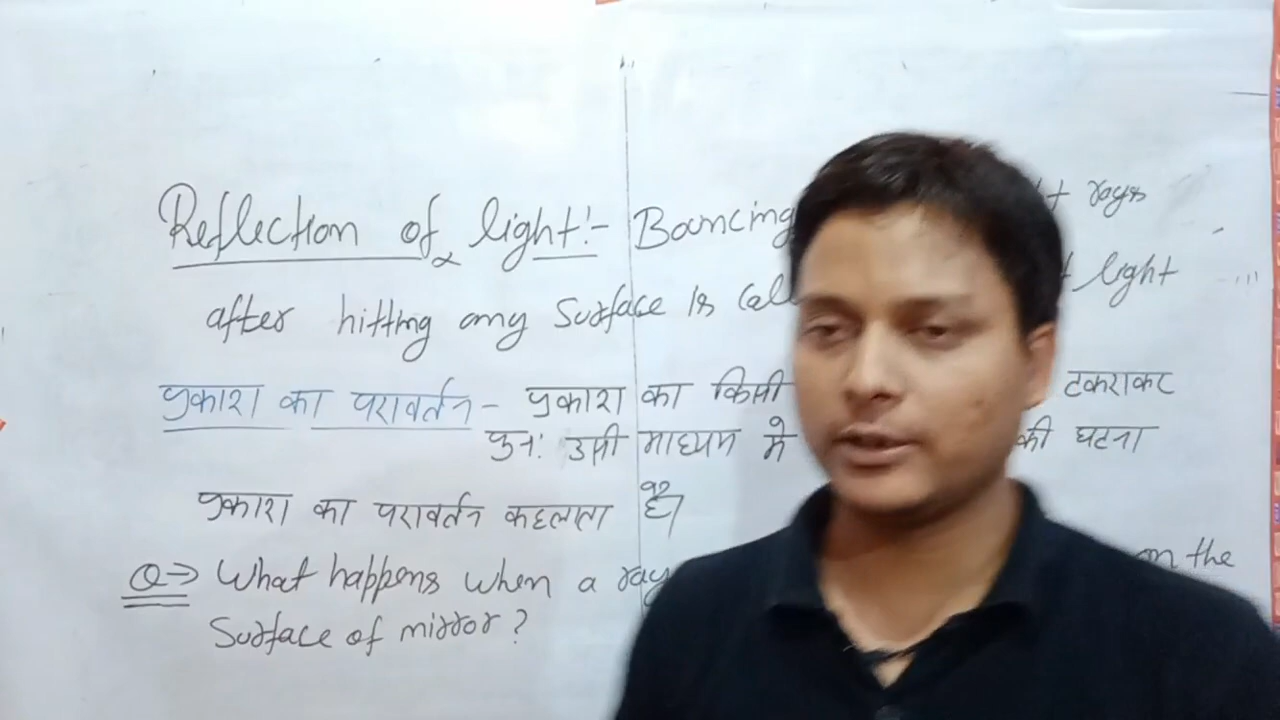 Reflection of light:- Bouncing rays
after hitting any Surface is light
प्रकाश का परावर्तन - प्रकाश का किसी टकराकर
पुनः उसी माध्यम मे की घटना
प्रकाश का परावर्तन कहलाता है।
Q→ What happens when a ray on the
Surface of mirror?